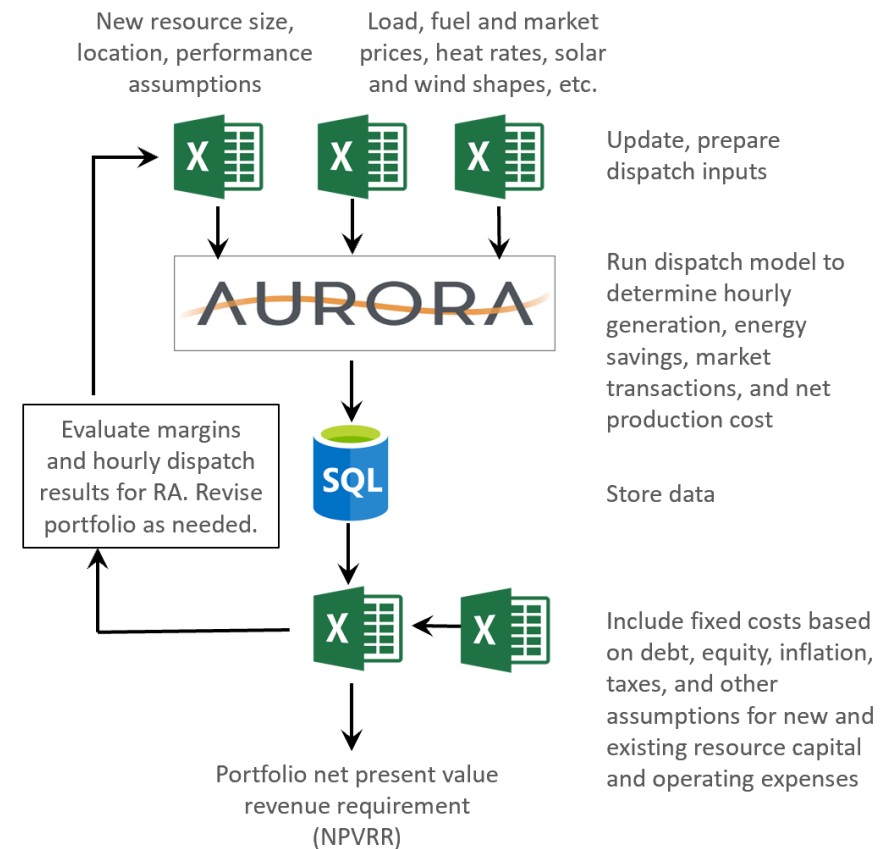 New resource size,
location, performance
assumptions
Load, fuel and market
prices, heat rates, solar
and wind shapes, etc.
X
X
X
Update, prepare
dispatch inputs
AURORA
Run dispatch model to
determine hourly
generation, energy
savings, market
transactions, and net
production cost
Evaluate margins
and hourly dispatch
results for RA. Revise
portfolio as needed.
SQL
Store data
X
X
Include fixed costs based
on debt, equity, inflation,
taxes, and other
assumptions for new and
existing resource capital
and operating expenses
Portfolio net present value
revenue requirement
(NPVRR)